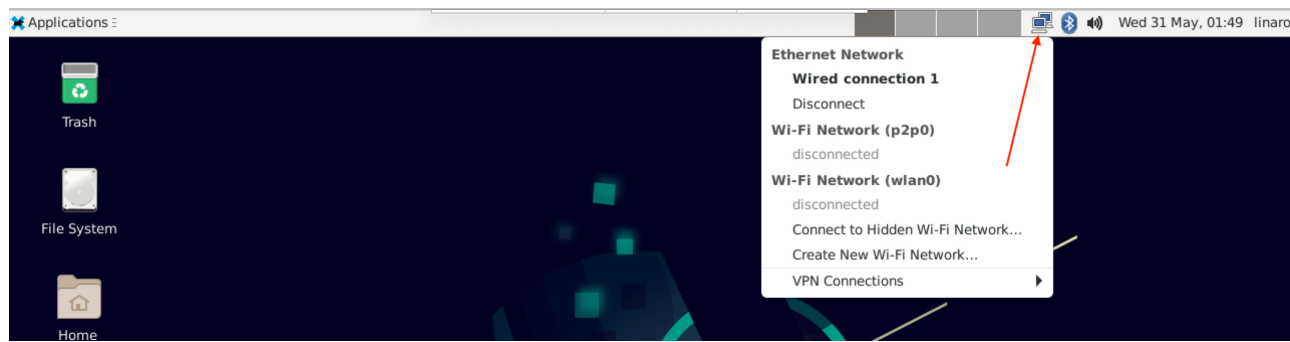 Applications
Wed 31 May, 01:49 linaro
Ethernet Network
Wired connection 1
Disconnect
Wi-Fi Network (p2p0)
disconnected
Wi-Fi Network (wlan0)
disconnected
Connect to Hidden Wi-Fi Network...
Create New Wi-Fi Network...
VPN Connections
Trash
File System
Home